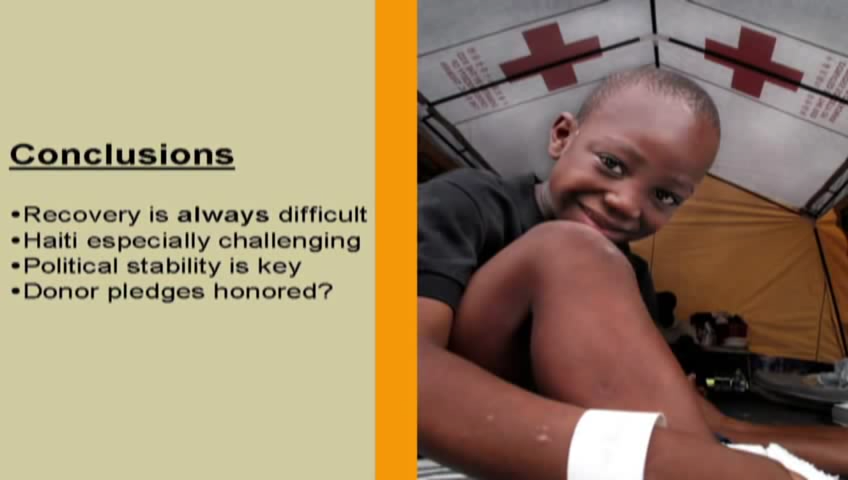 Conclusions
•Recovery is always difficult
•Haiti especially challenging
•Political stability is key
•Donor pledges honored?